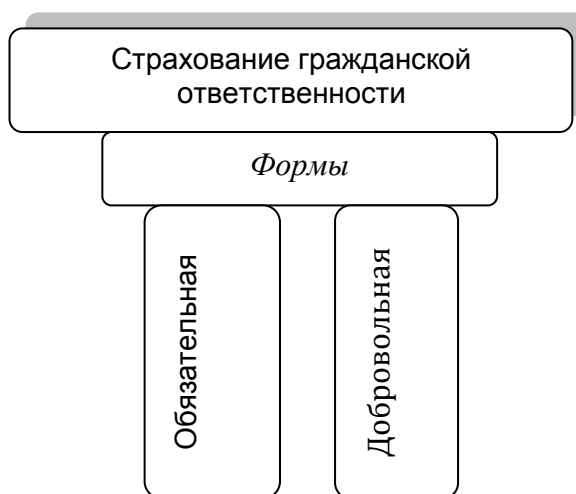 Страхование гражданской
ответственности
Формы
Обязательная
Добровольная